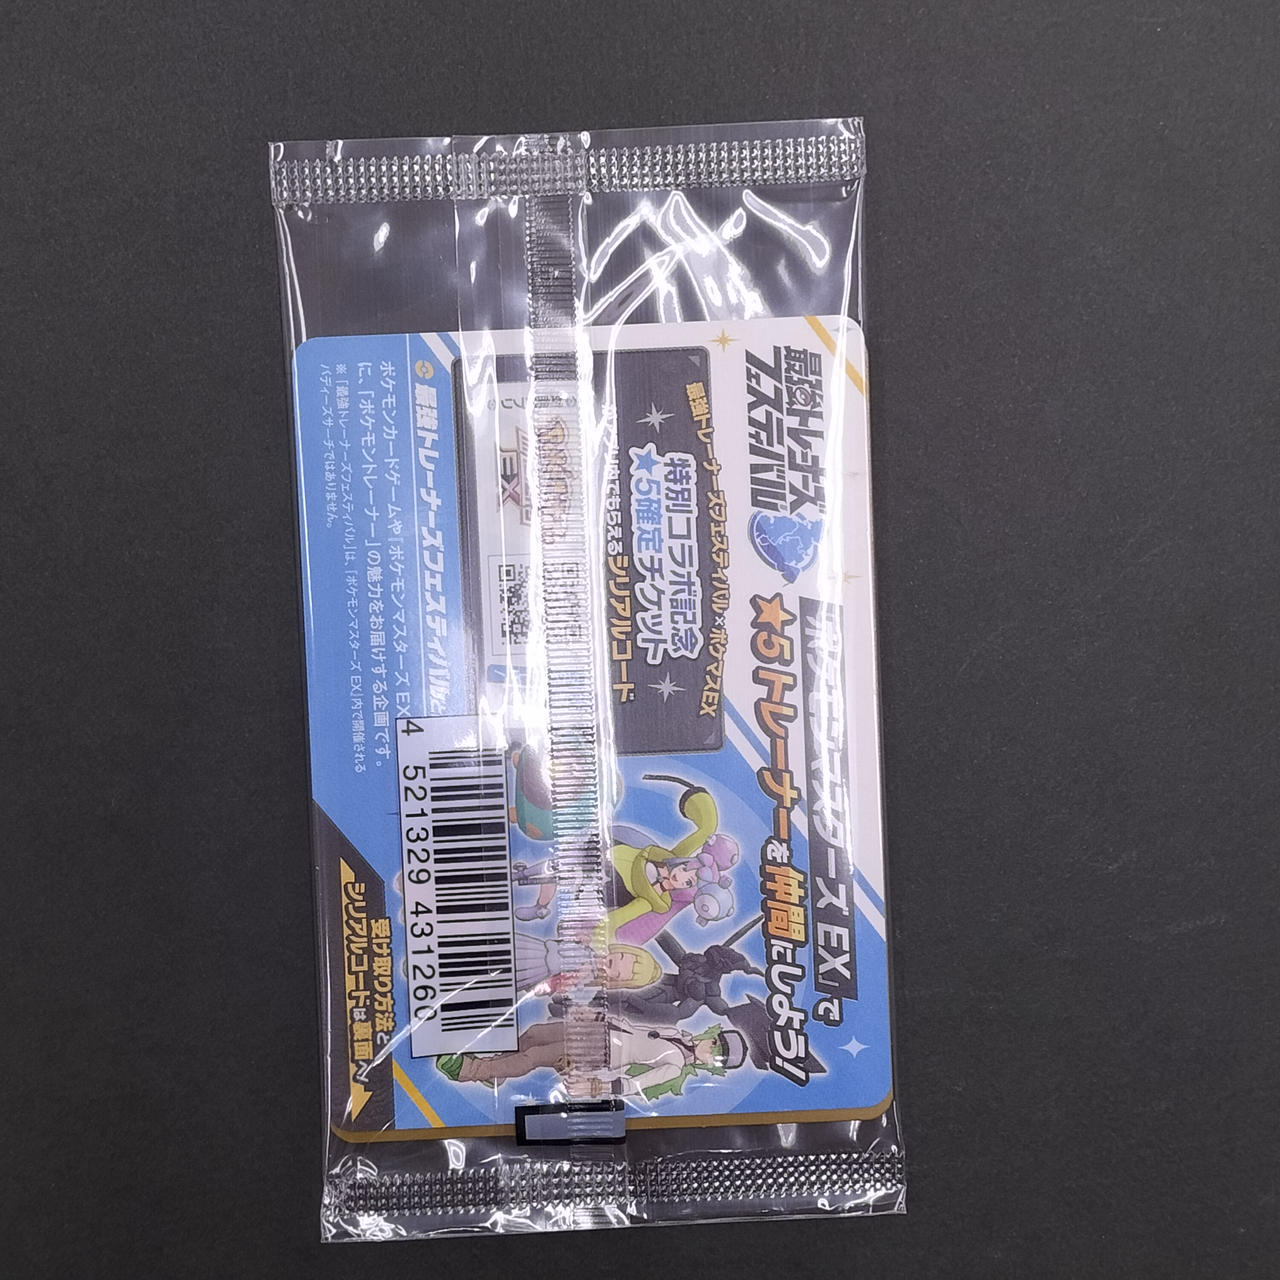 最強トレーナーズ
フェスティバル
『ポケモンマスターズ EX』で
★5トレーナーを仲間にしよう!
最強トレーナーズフェスティバル×ポケマスEX
特別コラボ記念
★5確定チケット
もらえるシリアルコード
EX
最強トレーナーズフェスティバル
ポケモンカードゲームや『ポケモンマスターズ EX
に、「ポケモントレーナー」の魅力をお届けする企画です。
※「最強トレーナーズフェスティバル」は、『ポケモンマスターズ EX』内で開催される
バディーズサーチではありません。
4 521329 431260
受け取り方法と
シリアルコードは裏面へ